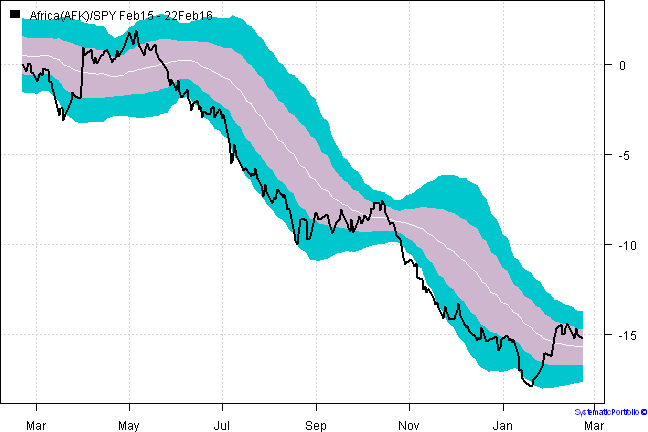 Africa(AFK)/SPY Feb15 - 22Feb16
0
-5
-10
-15
Mar May Jul Sep Nov Jan Mar
SystematicPortfolio ©